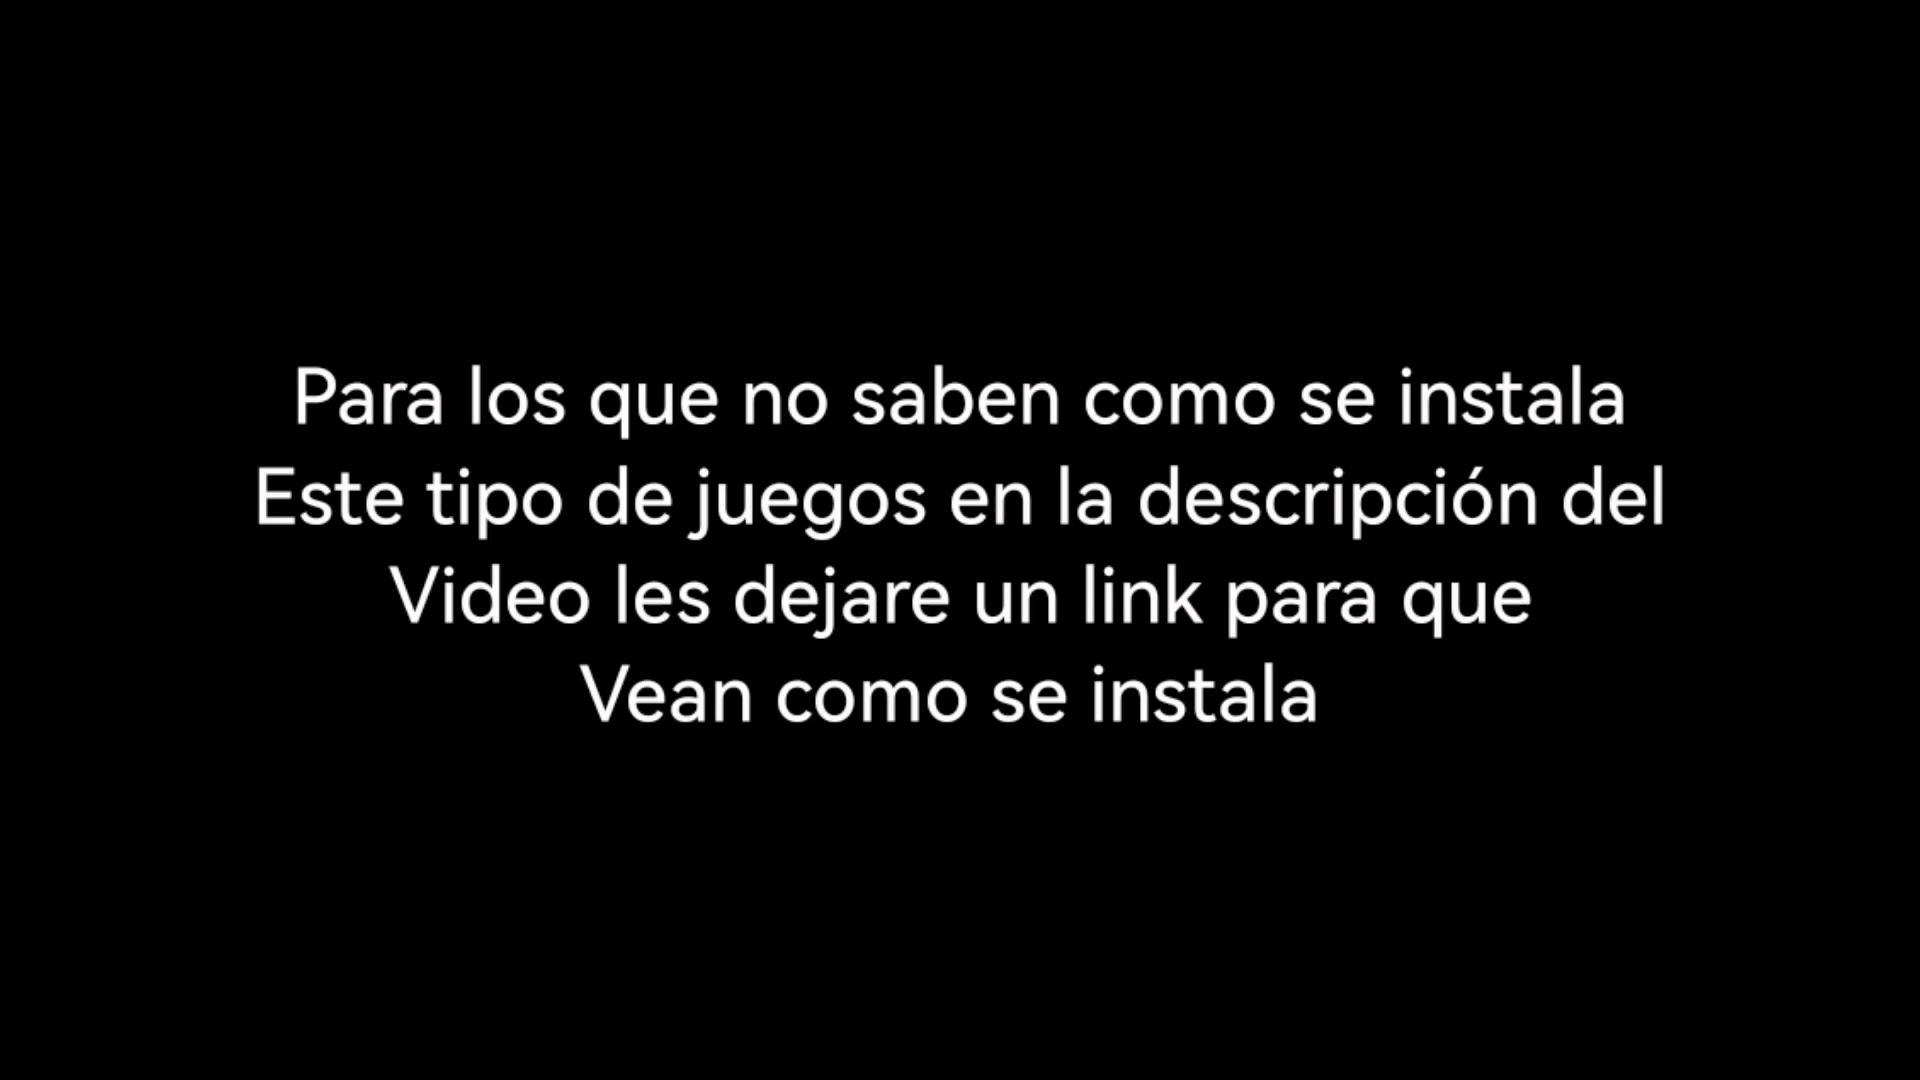 Para los que no saben como se instala
Este tipo de juegos en la descripción del
Video les dejare un link para que
Vean como se instala